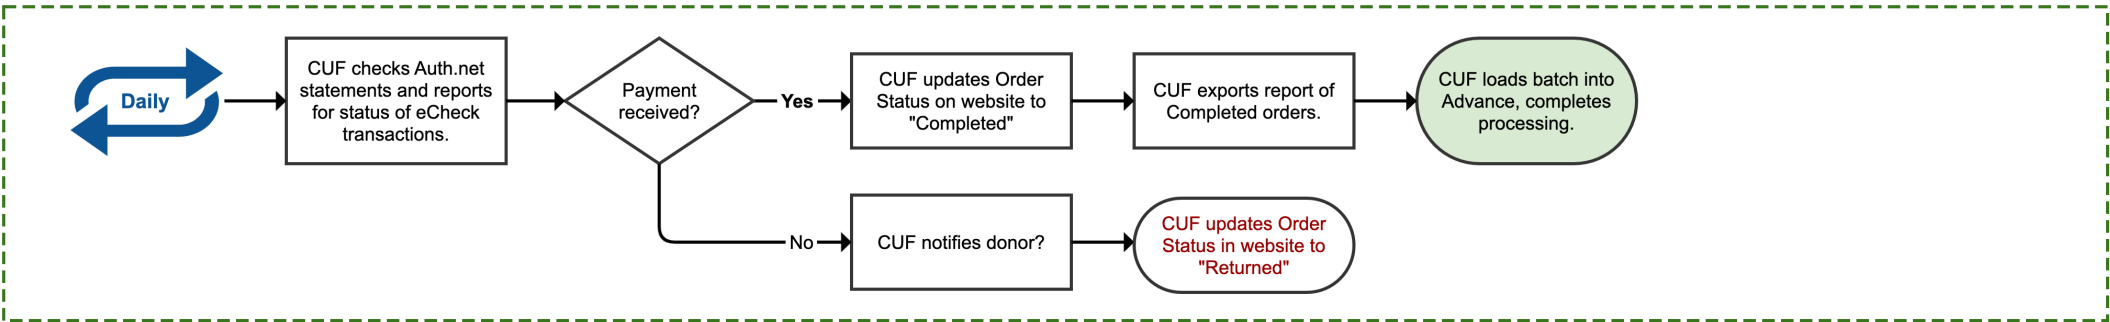 Daily
CUF checks Auth.net
statements and reports
for status of eCheck
transactions.
Payment
received?
Yes
CUF updates Order
Status on website to
"Completed"
CUF exports report of
Completed orders.
CUF loads batch into
Advance, completes
processing.
No
CUF notifies donor?
CUF updates Order
Status in website to
"Returned"